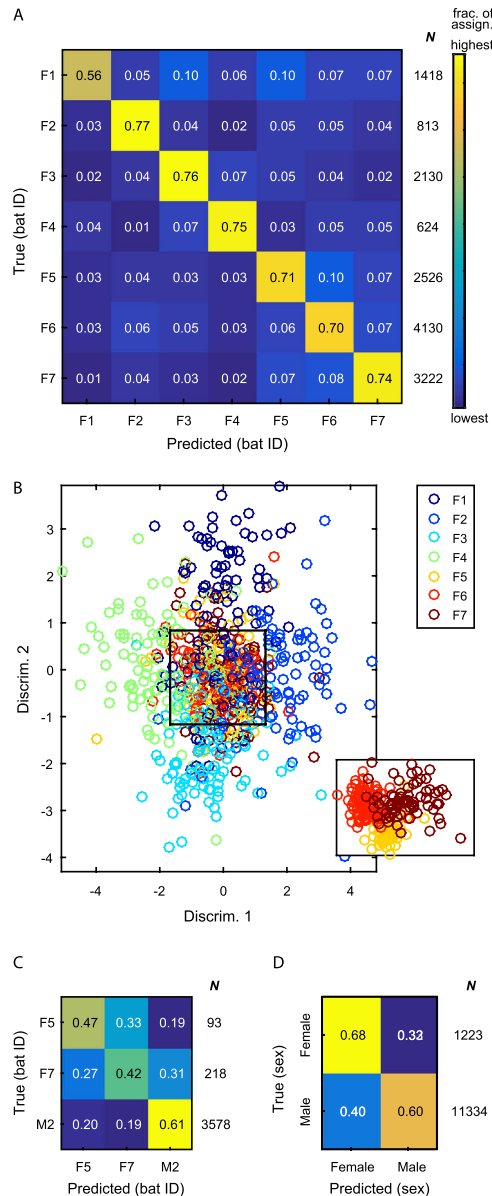 A
frac. of
assign.
N
highest
F1 0.56 0.05 0.10 0.06 0.10 0.07 0.07 1418
F2 0.03 0.77 0.04 0.02 0.05 0.05 0.04 813
F3 0.02 0.04 0.76 0.07 0.05 0.04 0.02 2130
F4 0.04 0.01 0.07 0.75 0.03 0.05 0.05 624
F5 0.03 0.04 0.03 0.03 0.71 0.10 0.07 2526
F6 0.03 0.06 0.05 0.03 0.06 0.70 0.07 4130
F7 0.01 0.04 0.03 0.02 0.07 0.08 0.74 3222
True (bat ID)
lowest
F1 F2 F3 F4 F5 F6 F7
Predicted (bat ID)
B
F1
F2
F3
F4
F5
F6
F7
3
2
1
0
-1
-2
-3
-4
Discrim. 2
-4 -2 0 2 4
Discrim. 1
C
N
F5 0.47 0.33 0.19 93
F7 0.27 0.42 0.31 218
M2 0.20 0.19 0.61 3578
True (bat ID)
F5 F7 M2
Predicted (bat ID)
D
N
Female 0.68 0.32 1223
Male 0.40 0.60 11334
True (sex)
Female Male
Predicted (sex)